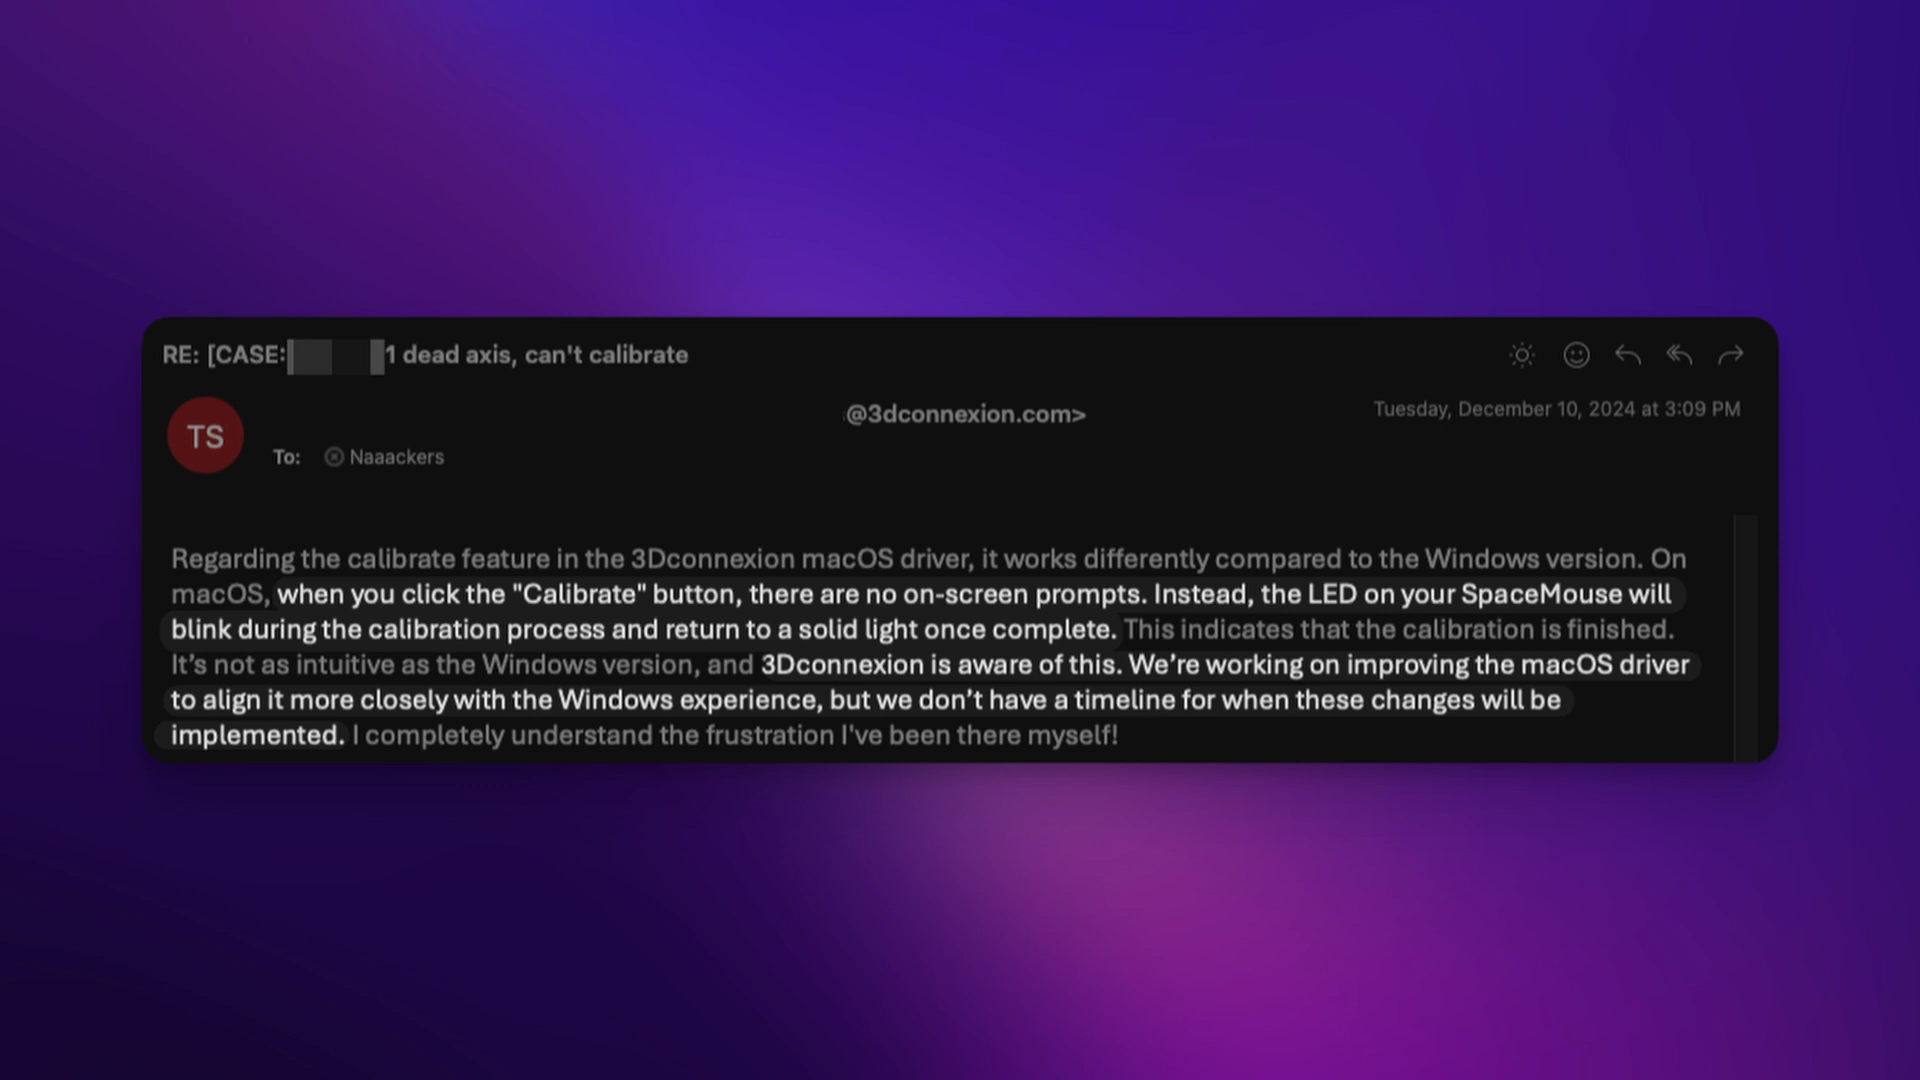 RE: [CASE: 1 dead axis, can't calibrate
TS
@3dconnexion.com>
Tuesday, December 10, 2024 at 3:09 PM
To: Naaackers
Regarding the calibrate feature in the 3Dconnexion macOS driver, it works differently compared to the Windows version. On
macOS, when you click the "Calibrate" button, there are no on-screen prompts. Instead, the LED on your SpaceMouse will
blink during the calibration process and return to a solid light once complete. This indicates that the calibration is finished.
It’s not as intuitive as the Windows version, and 3Dconnexion is aware of this. We’re working on improving the macOS driver
to align it more closely with the Windows experience, but we don’t have a timeline for when these changes will be
implemented. I completely understand the frustration I've been there myself!